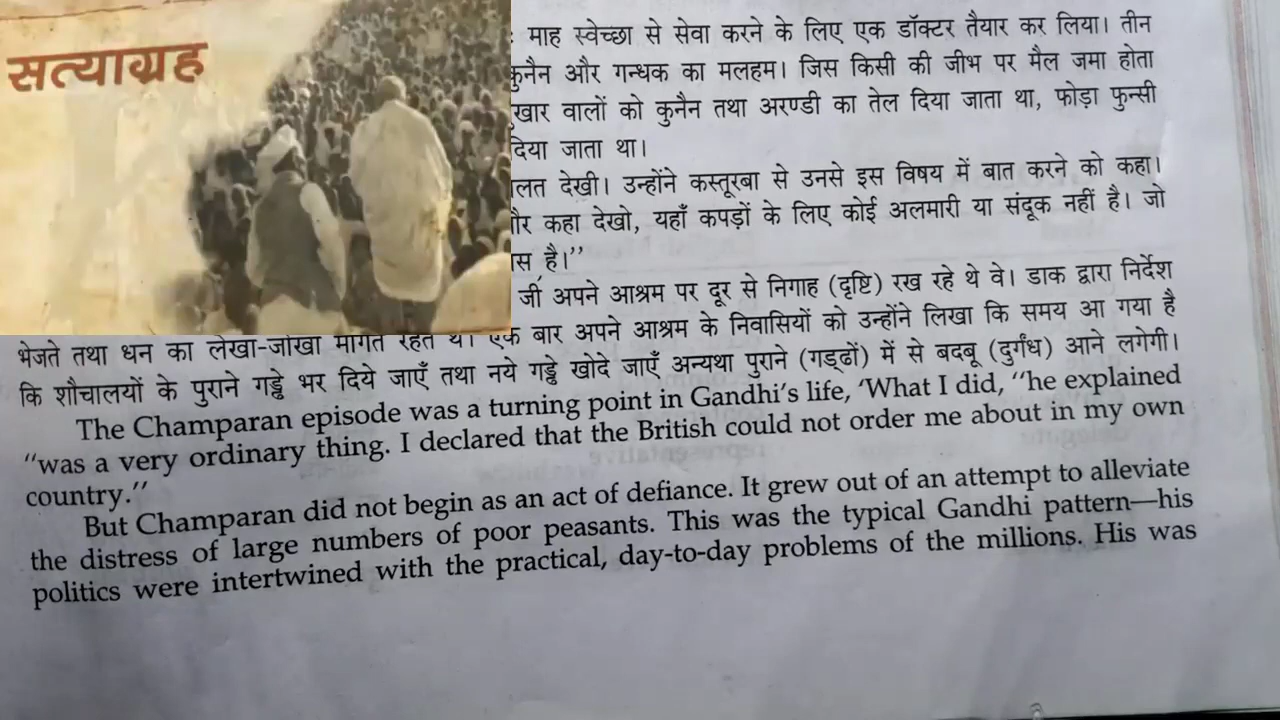 सत्याग्रह
माह स्वेच्छा से सेवा करने के लिए एक डॉक्टर तैयार कर लिया। तीन
कुनैन और गन्धक का मलहम। जिस किसी की जीभ पर मैल जमा होता
वालों को कुनैन तथा अरण्डी का तेल दिया जाता था, फोड़ा फुन्सी
दिया जाता था।
देखी। उन्होंने कस्तूरबा से उनसे इस विषय में बात करने को कहा।
और कहा देखो, यहाँ कपड़ों के लिए कोई अलमारी या संदूक नहीं है। जो
है।”
जी अपने आश्रम पर दूर से निगाह (दृष्टि) रख रहे थे वे। डाक द्वारा निर्देश
भेजते तथा धन का लेखा-जोखा मांगते रहते थे। एक बार अपने आश्रम के निवासियों को उन्होंने लिखा कि समय आ गया है
कि शौचालयों के पुराने गड्ढे भर दिये जाएँ तथा नये गड्ढे खोदे जाएँ अन्यथा पुराने (गड्ढों) में से बदबू (दुर्गंध) आने लगेगी।
The Champaran episode was a turning point in Gandhi's life, 'What I did, "he explained
"was a very ordinary thing. I declared that the British could not order me about in my own
country."
But Champaran did not begin as an act of defiance. It grew out of an attempt to alleviate
the distress of large numbers of poor peasants. This was the typical Gandhi pattern—his
politics were intertwined with the practical, day-to-day problems of the millions. His was